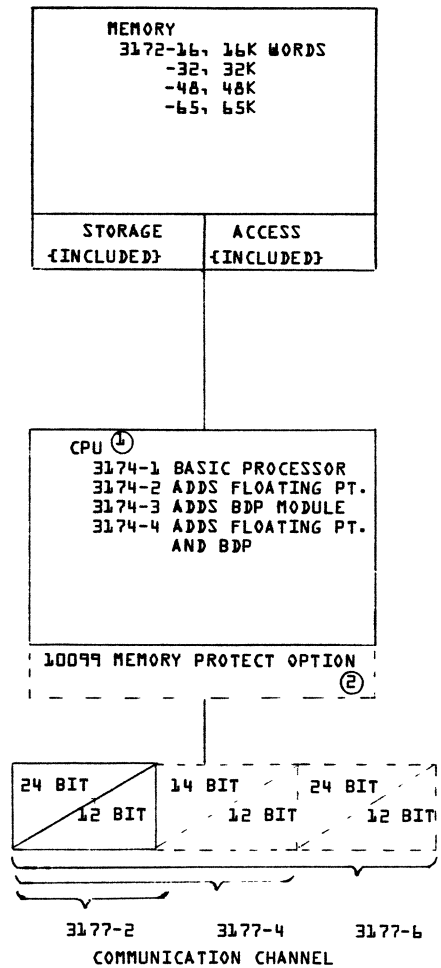 MEMORY
3172-16, 16K WORDS
-32, 32K
-48, 48K
-65, 65K
STORAGE ACCESS
{INCLUDED} {INCLUDED}
CPU ①
3174-1 BASIC PROCESSOR
3174-2 ADDS FLOATING PT.
3174-3 ADDS BDP MODULE
3174-4 ADDS FLOATING PT.
AND BDP
10099 MEMORY PROTECT OPTION
②
24 BIT 14 BIT 24 BIT
12 BIT 12 BIT 12 BIT
3177-2 3177-4 3177-6
COMMUNICATION CHANNEL